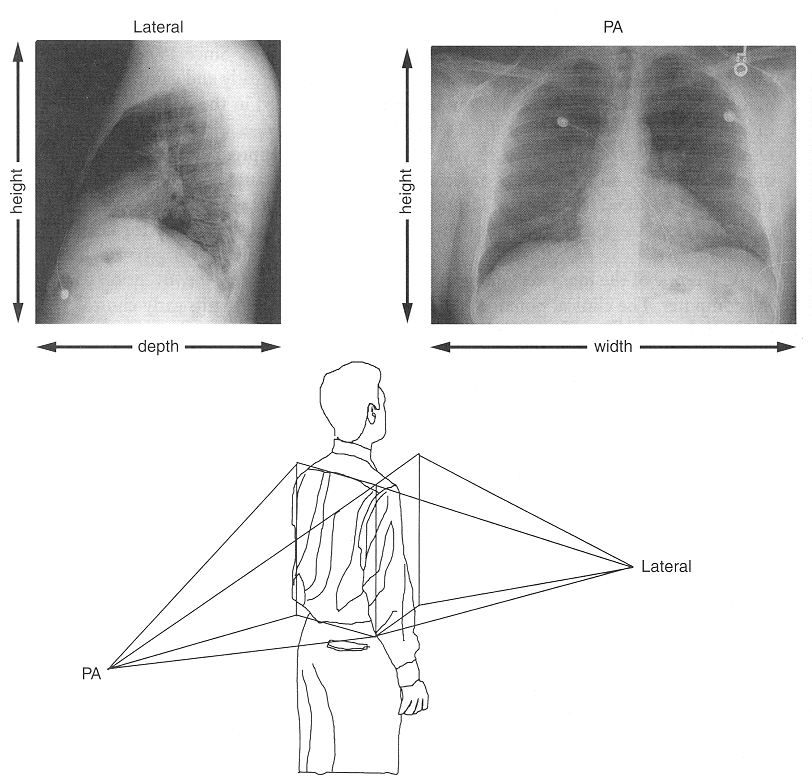 Lateral
PA
height
height
depth
width
Lateral
PA